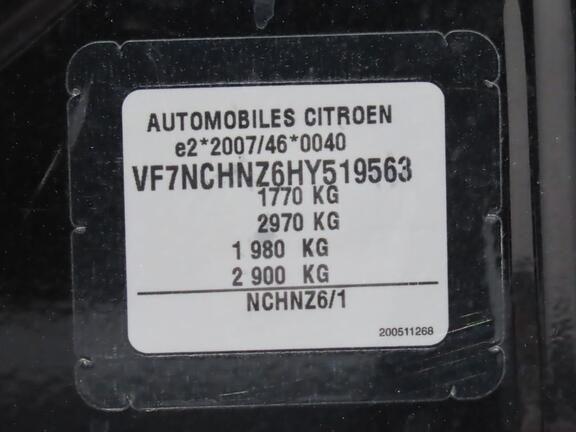 AUTOMOBILES CITROEN
e2*2007/46*0040
VF7NCHNZ6HY519563
1770 KG
2970 KG
1 980 KG
2 900 KG
NCHNZ6/1
200511268